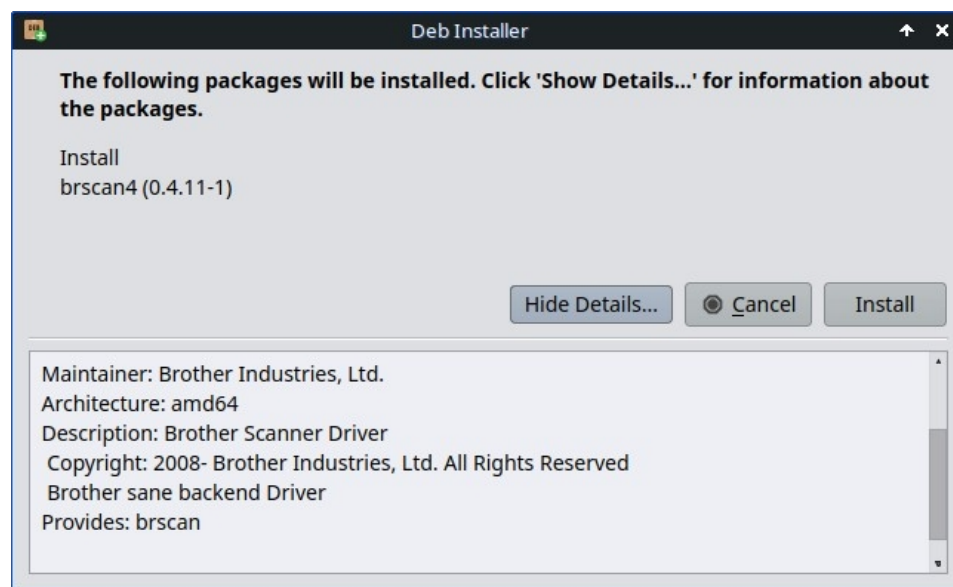 Deb Installer
The following packages will be installed. Click 'Show Details...' for information about
the packages.
Install
brscan4 (0.4.11-1)
Hide Details...
Cancel
Install
Maintainer: Brother Industries, Ltd.
Architecture: amd64
Description: Brother Scanner Driver
Copyright: 2008- Brother Industries, Ltd. All Rights Reserved
Brother sane backend Driver
Provides: brscan